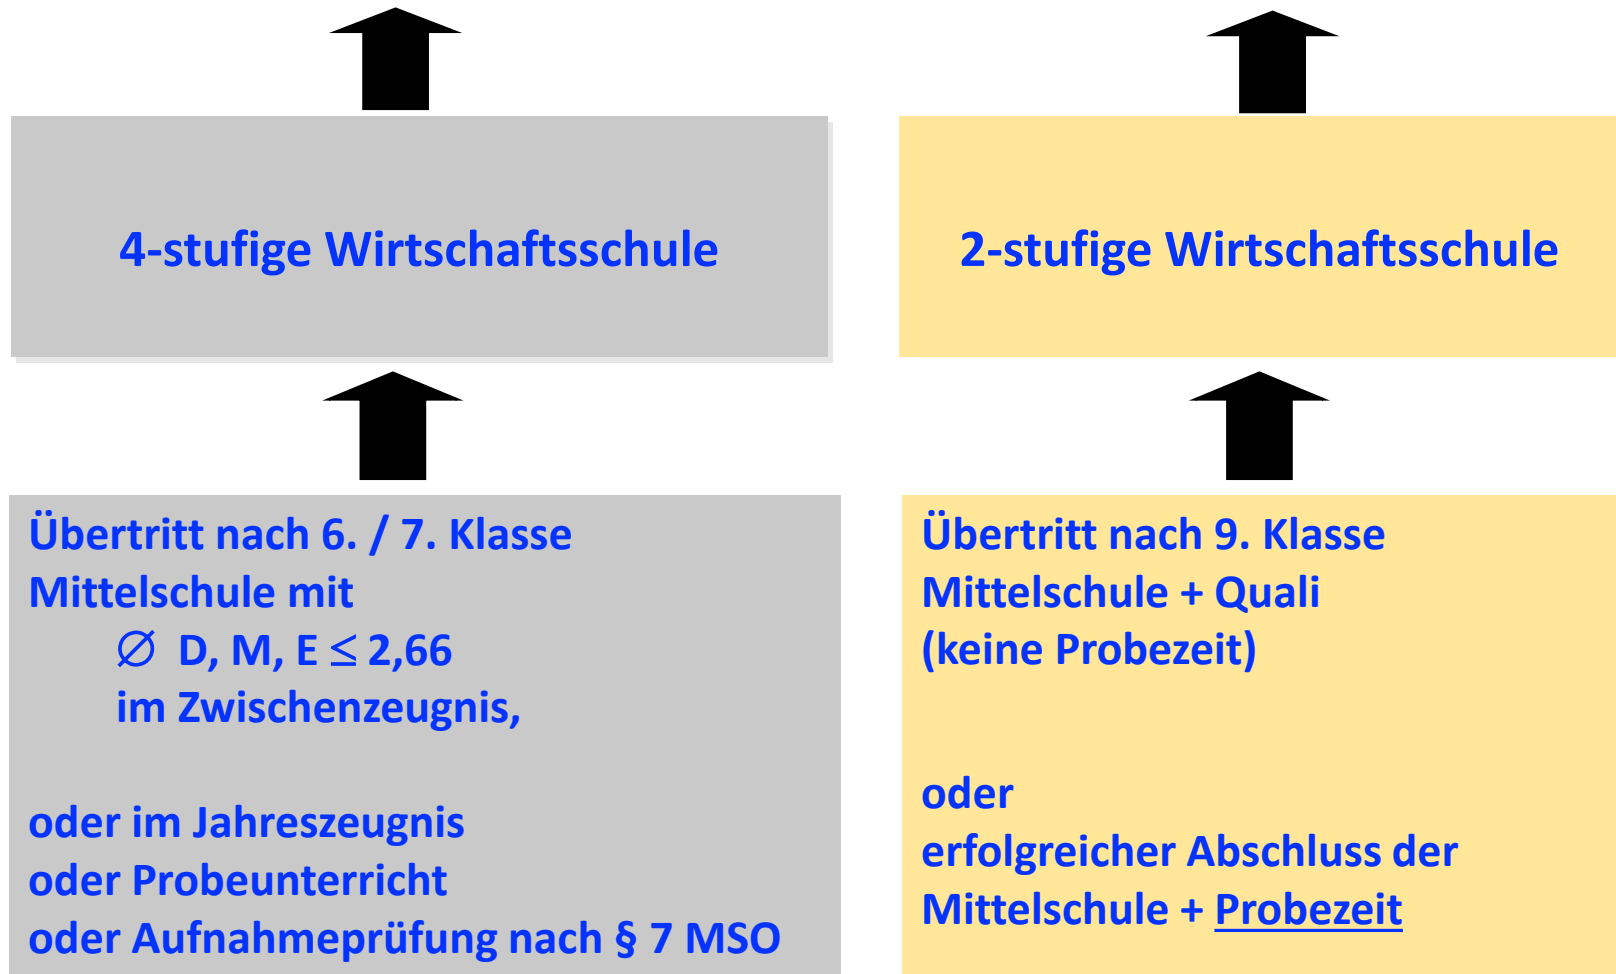 4-stufige Wirtschaftsschule
2-stufige Wirtschaftsschule
Übertritt nach 6. / 7. Klasse
Mittelschule mit
∅ D, M, E ≤ 2,66
im Zwischenzeugnis,
oder im Jahreszeugnis
oder Probeunterricht
oder Aufnahmeprüfung nach § 7 MSO
Übertritt nach 9. Klasse
Mittelschule + Quali
(keine Probezeit)
oder
erfolgreicher Abschluss der
Mittelschule + Probezeit